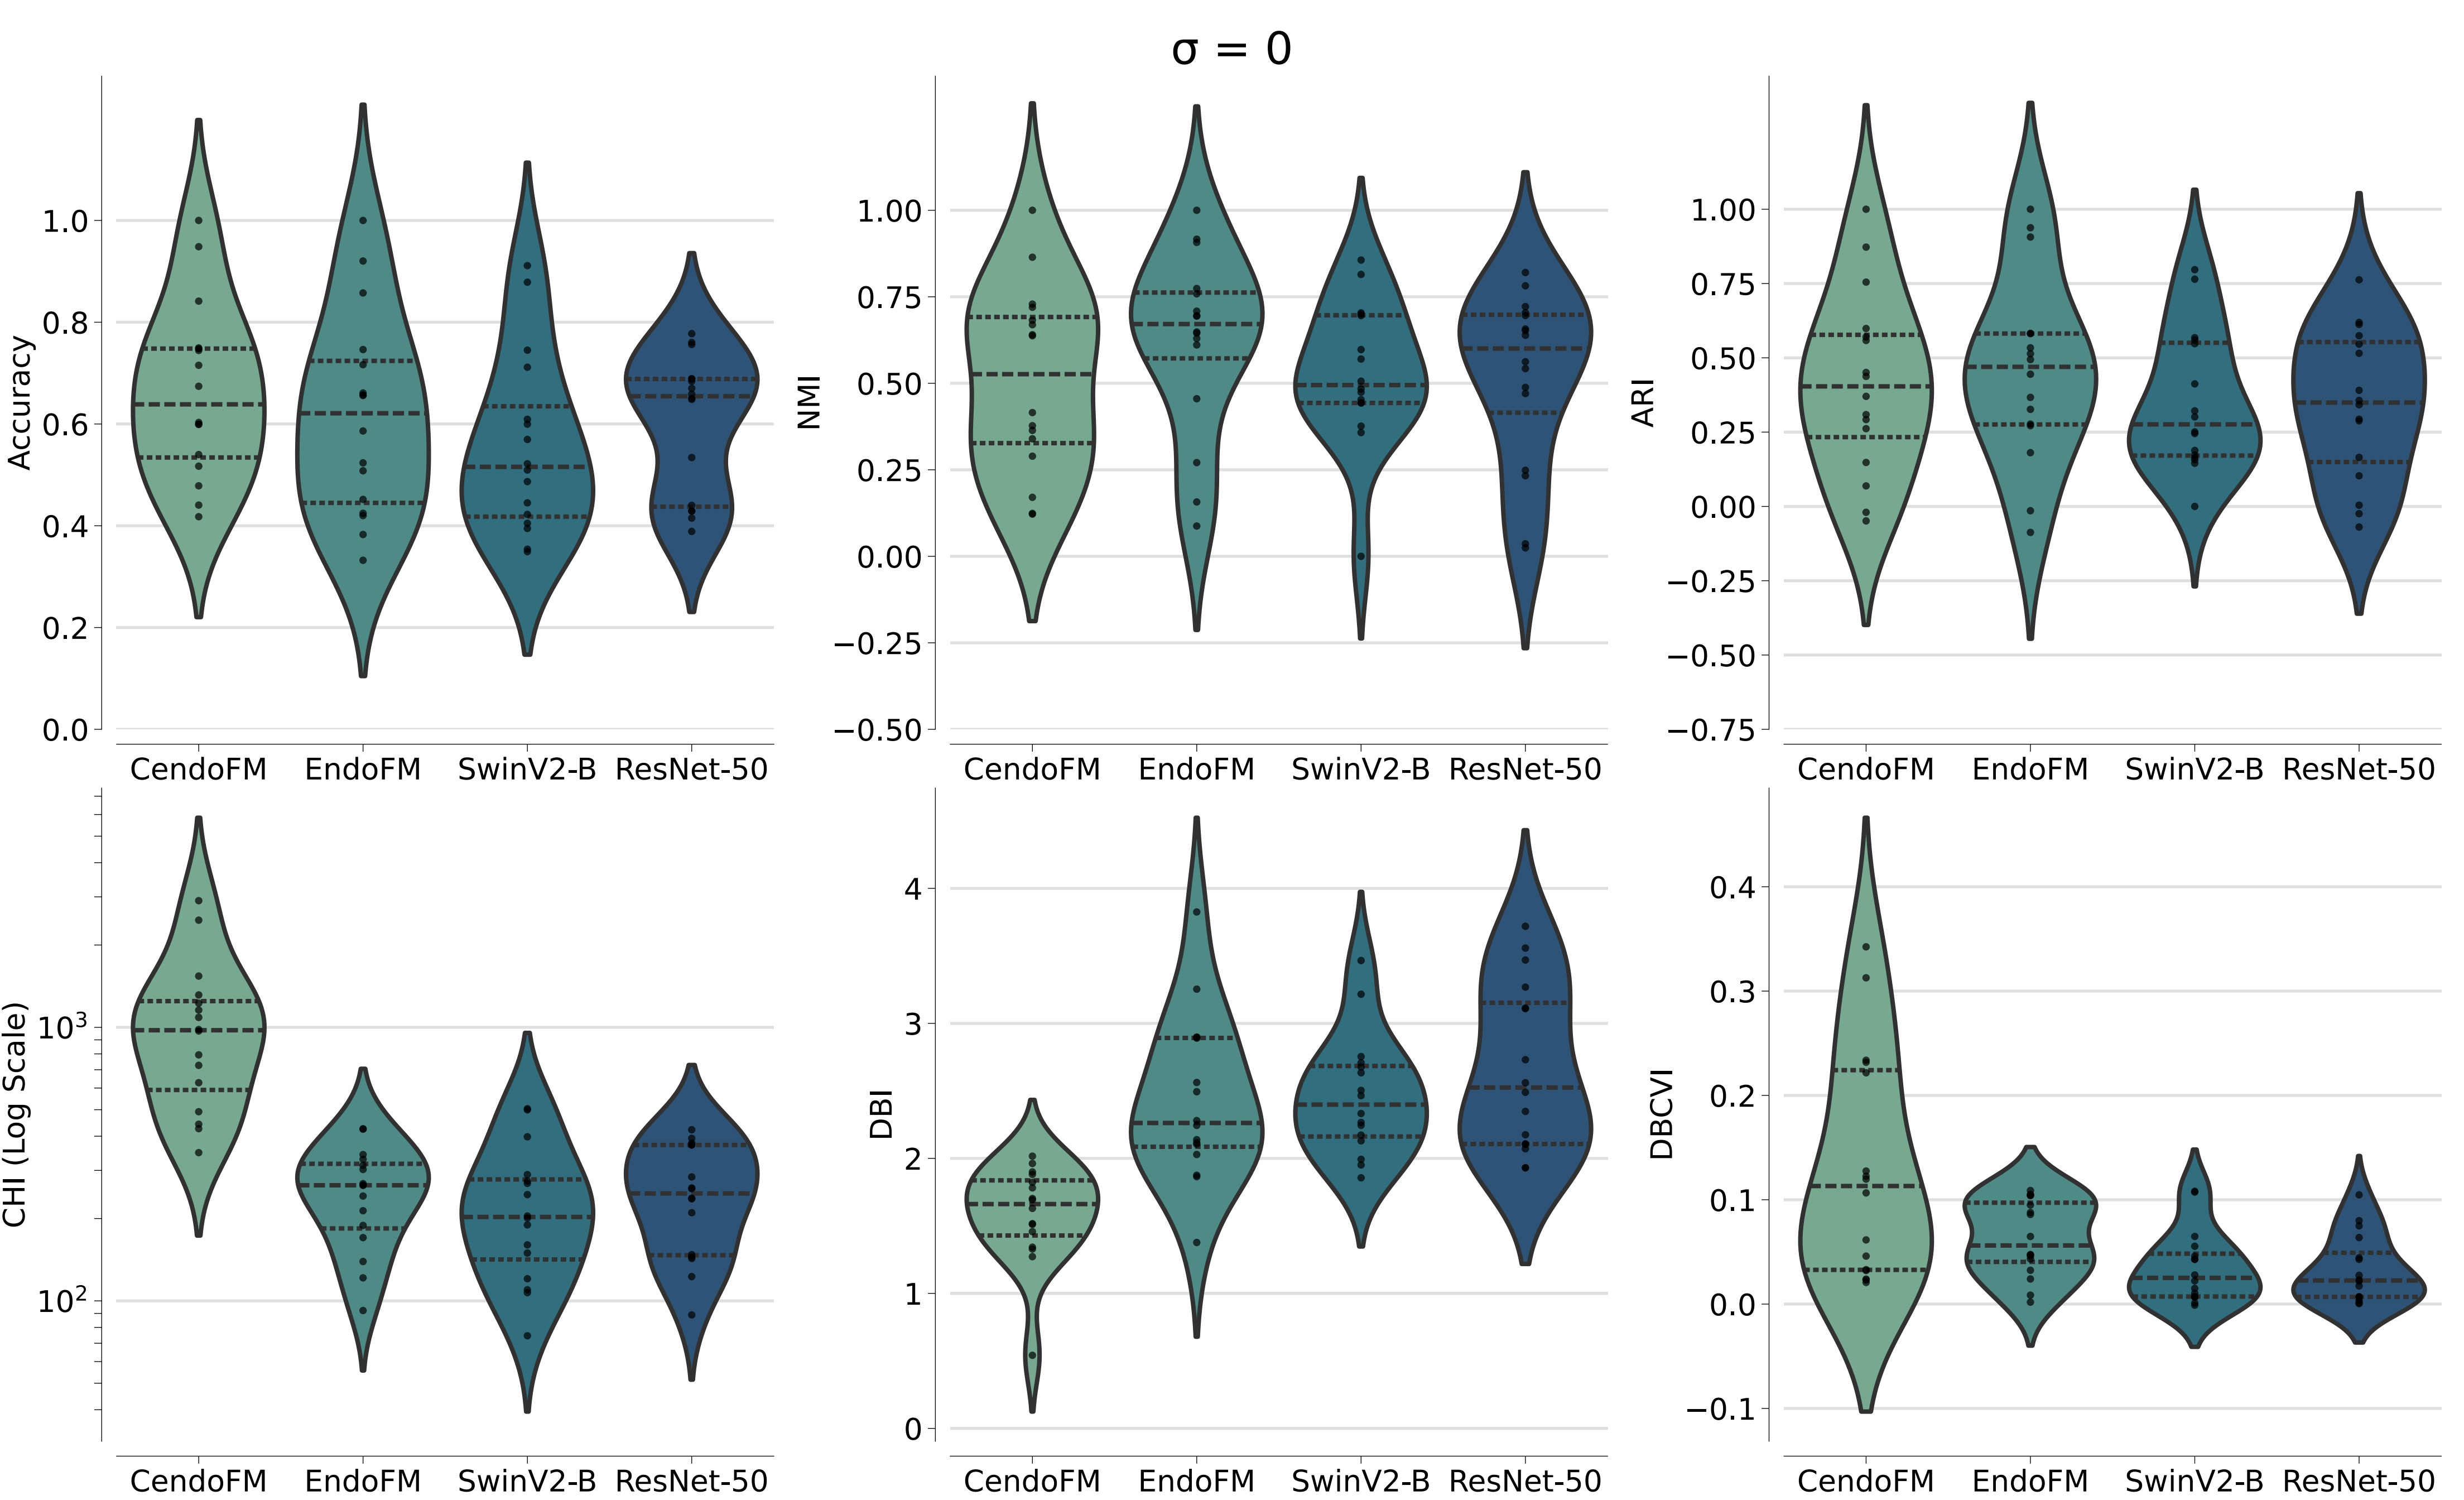 σ = 0
Accuracy
1.0
0.8
0.6
0.4
0.2
0.0
CendoFM EndoFM SwinV2-B ResNet-50
NMI
1.00
0.75
0.50
0.25
0.00
−0.25
−0.50
CendoFM EndoFM SwinV2-B ResNet-50
ARI
1.00
0.75
0.50
0.25
0.00
−0.25
−0.50
−0.75
CendoFM EndoFM SwinV2-B ResNet-50
CHI (Log Scale)
10³
10²
CendoFM EndoFM SwinV2-B ResNet-50
DBI
4
3
2
1
0
CendoFM EndoFM SwinV2-B ResNet-50
DBCVI
0.4
0.3
0.2
0.1
0.0
−0.1
CendoFM EndoFM SwinV2-B ResNet-50